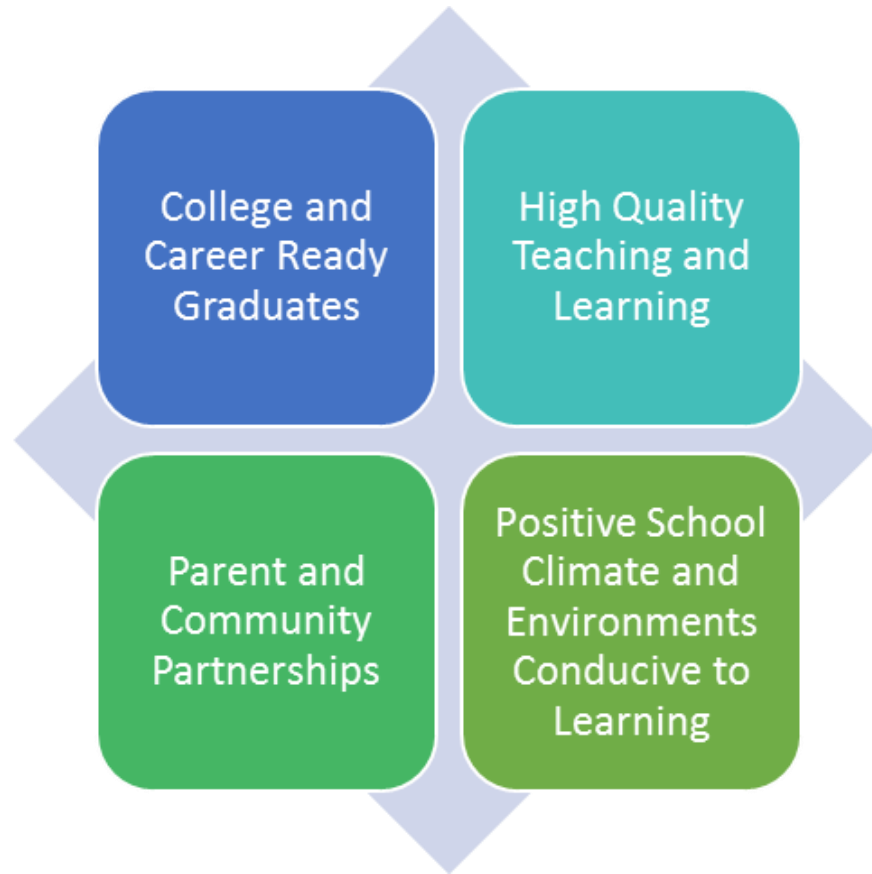 College and
Career Ready
Graduates
High Quality
Teaching and
Learning
Parent and
Community
Partnerships
Positive School
Climate and
Environments
Conducive to
Learning